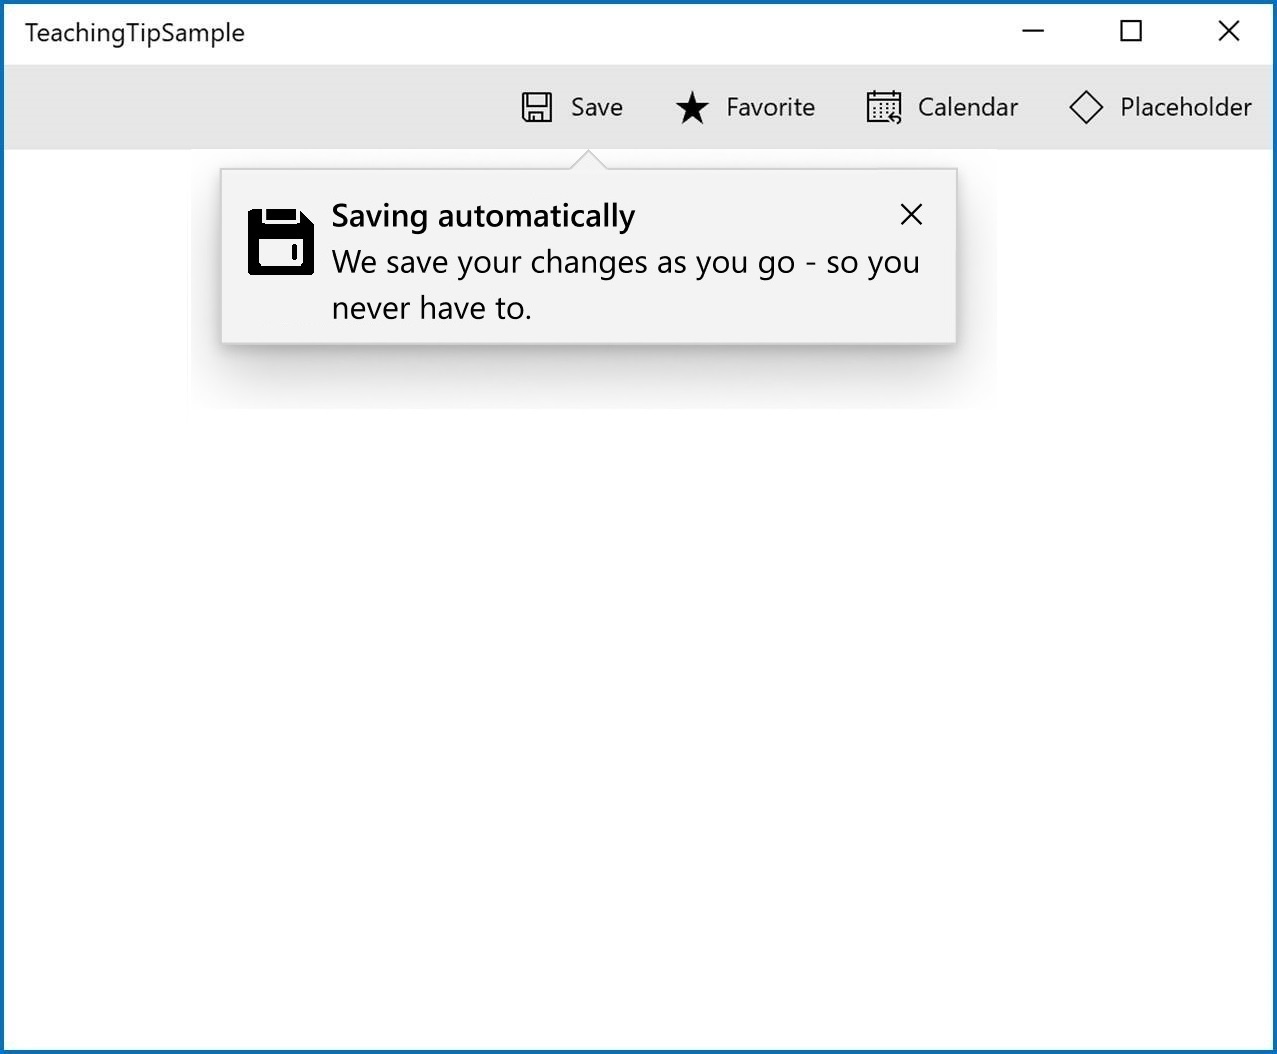 TeachingTipSample
Save Favorite Calendar Placeholder
Saving automatically
We save your changes as you go - so you
never have to.